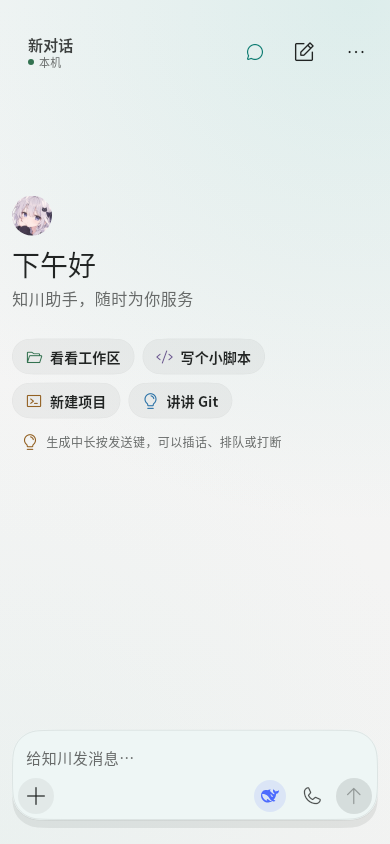 新对话
本机
下午好
知川助手，随时为你服务
看看工作区
写个小脚本
新建项目
讲讲 Git
生成中长按发送键，可以插话、排队或打断
给知川发消息…